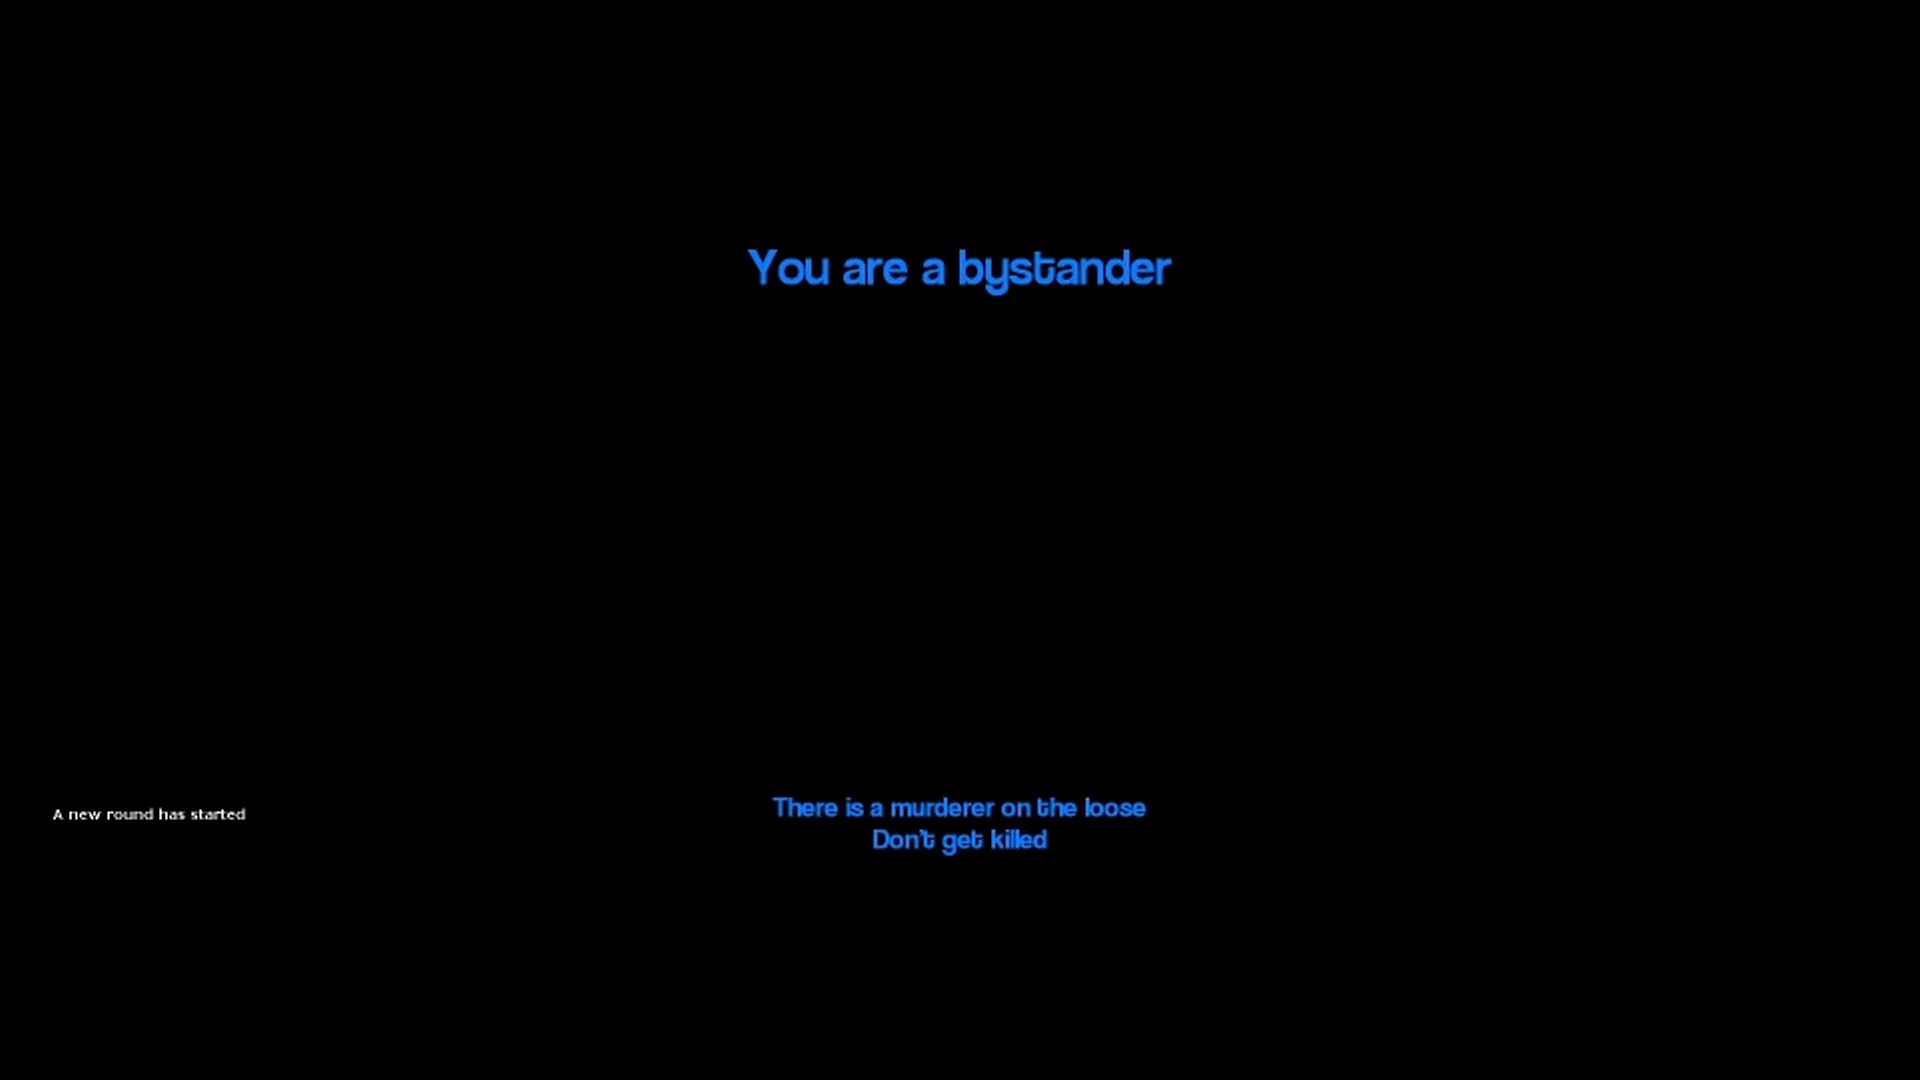 You are a bystander
There is a murderer on the loose
A new round has started
Don't get killed